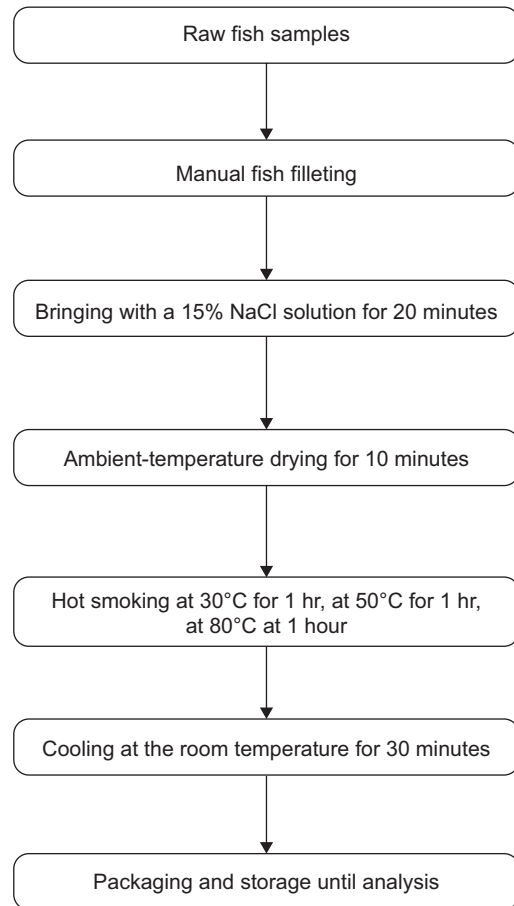 Raw fish samples
Manual fish filleting
Bringing with a 15% NaCl solution for 20 minutes
Ambient-temperature drying for 10 minutes
Hot smoking at 30°C for 1 hr, at 50°C for 1 hr,
at 80°C at 1 hour
Cooling at the room temperature for 30 minutes
Packaging and storage until analysis